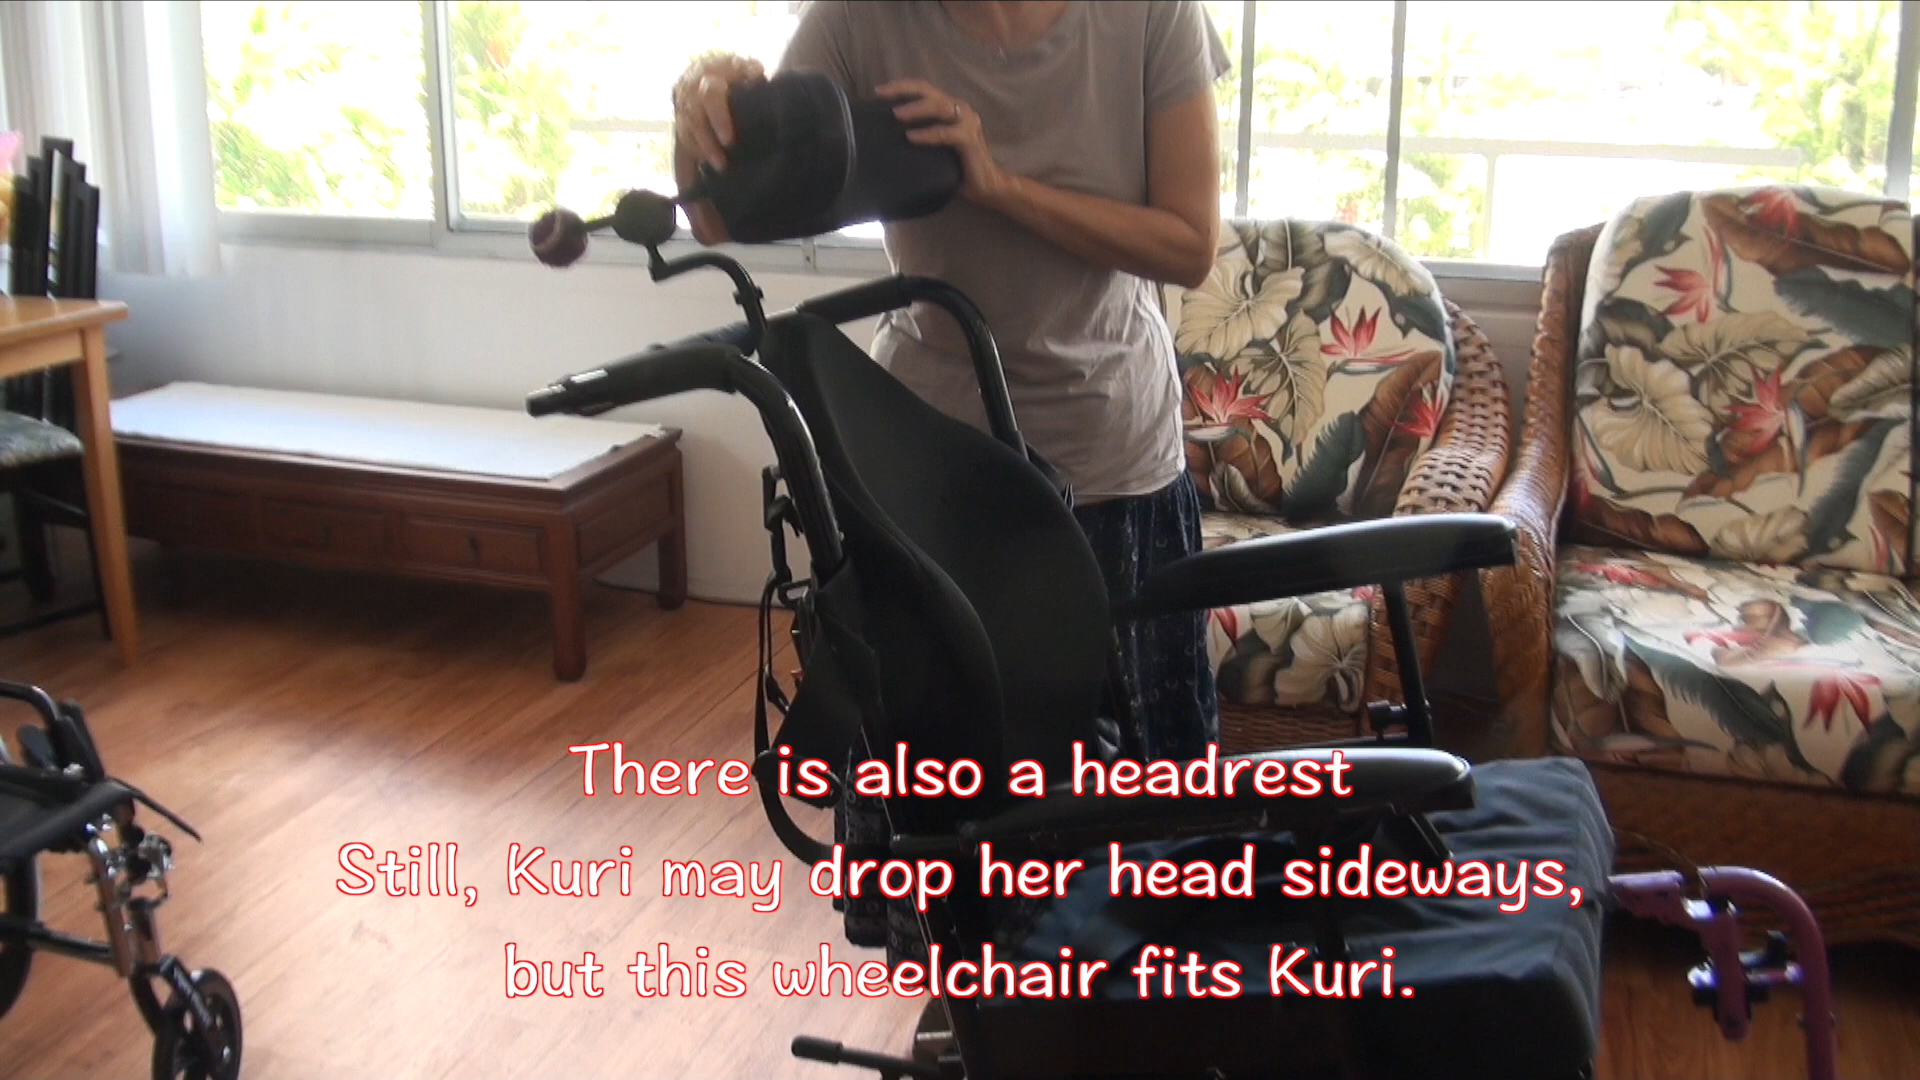 There is also a headrest
Still, Kuri may drop her head sideways,
but this wheelchair fits Kuri.